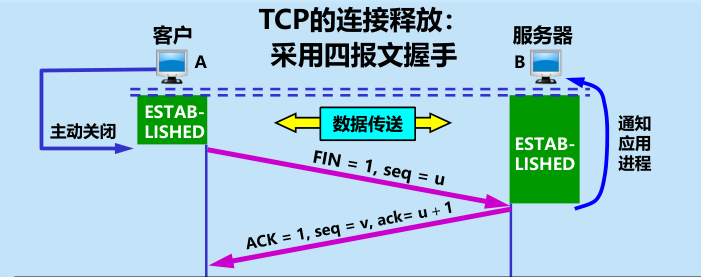 TCP的连接释放：
采用四报文握手
客户
服务器
A
B
ESTAB-
LISHED
主动关闭
数据传送
ESTAB-
LISHED
通知
应用
进程
FIN = 1, seq = u
ACK = 1, seq = v, ack= u + 1